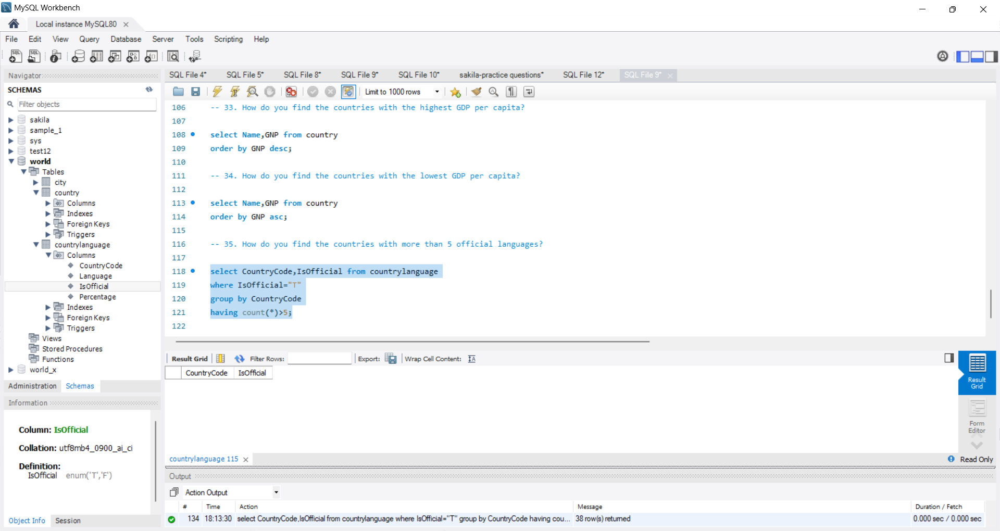 MySQL Workbench
Local instance MySQL80
File Edit View Query Database Server Tools Scripting Help
Navigator
SCHEMAS
Filter objects
sakila
sample_1
sys
test12
world
Tables
city
country
Columns
Indexes
Foreign Keys
Triggers
countrylanguage
Columns
CountryCode
Language
IsOfficial
Percentage
Indexes
Foreign Keys
Triggers
Views
Stored Procedures
Functions
world_x
Administration Schemas
Information
Column: IsOfficial
Collation: utf8mb4_0900_ai_ci
Definition:
IsOfficial enum('T','F')
Object Info Session
SQL File 4* SQL File 5* SQL File 8* SQL File 9* SQL File 10* sakila-practice questions* SQL File 12* SQL File 9*
Limit to 1000 rows
106 -- 33. How do you find the countries with the highest GDP per capita?
107
108 select Name,GNP from country
109 order by GNP desc;
110
111 -- 34. How do you find the countries with the lowest GDP per capita?
112
113 select Name,GNP from country
114 order by GNP asc;
115
116 -- 35. How do you find the countries with more than 5 official languages?
117
118 select CountryCode,IsOfficial from countrylanguage
119 where IsOfficial="T"
120 group by CountryCode
121 having count(*)>5;
122
Result Grid Filter Rows: Export: Wrap Cell Content:
CountryCode IsOfficial
Result Grid
Form Editor
countrylanguage 115
Read Only
Output
Action Output
# Time Action Message Duration / Fetch
134 18:13:30 select CountryCode,IsOfficial from countrylanguage where IsOfficial="T" group by CountryCode having cou... 38 row(s) returned 0.000 sec / 0.000 sec